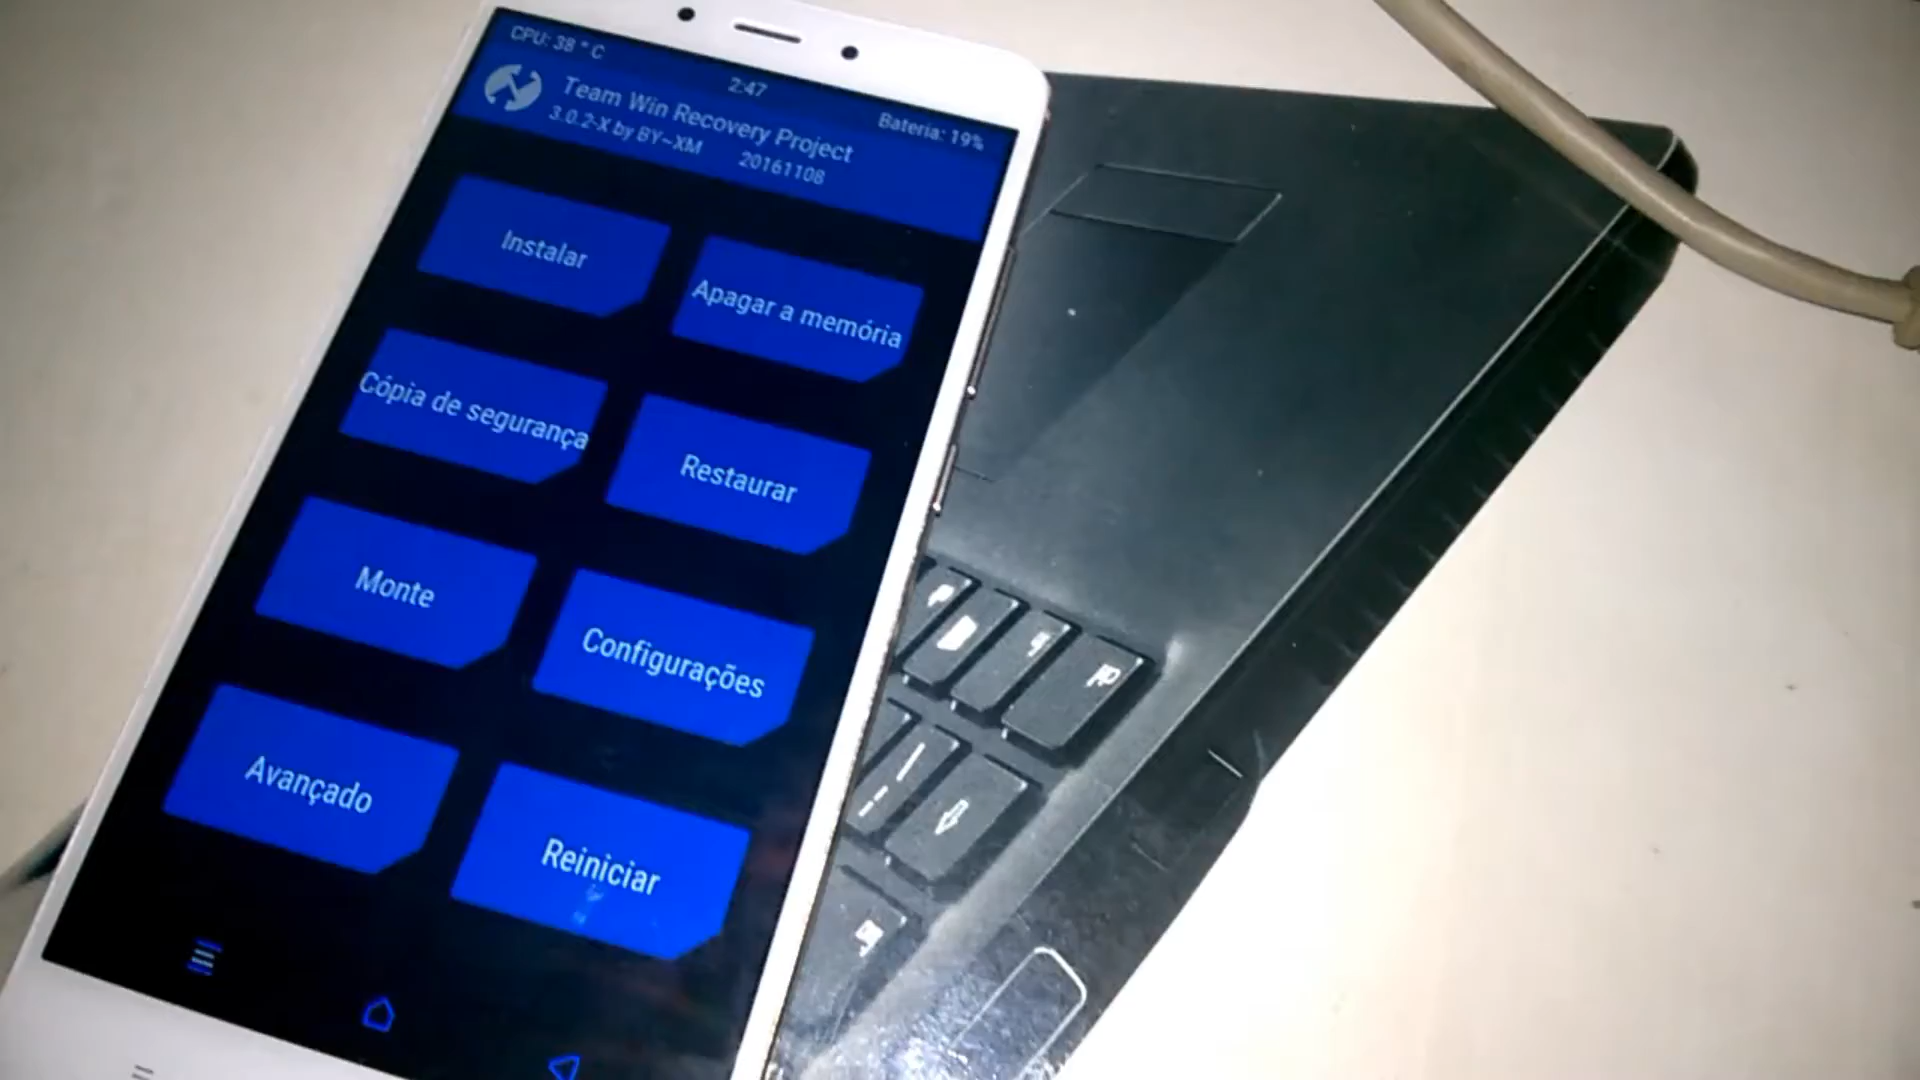 CPU: 38 ° C
2:47
Bateria: 19%
Team Win Recovery Project
3.0.2-X by BY~XM 20161108
Instalar
Apagar a memória
Cópia de segurança
Restaurar
Monte
Configurações
Avançado
Reiniciar